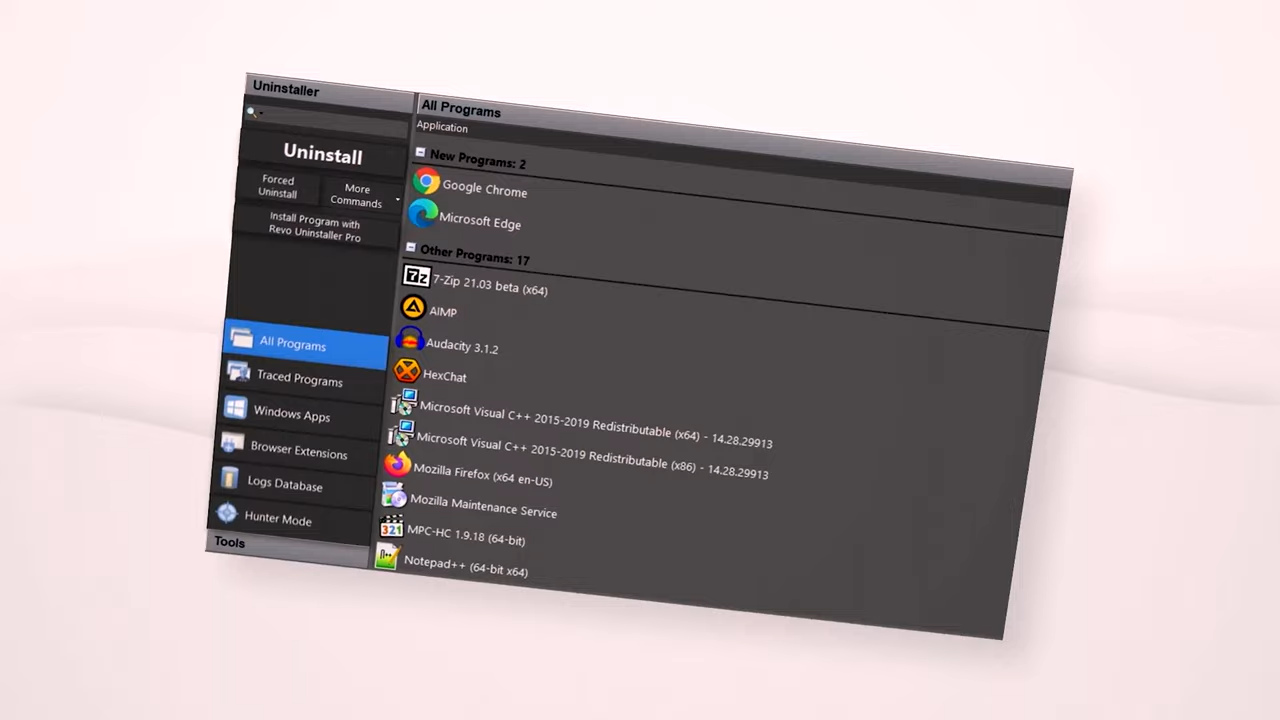 Uninstaller
Uninstall
Forced
Uninstall
More
Commands
Install Program with
Revo Uninstaller Pro
All Programs
Traced Programs
Windows Apps
Browser Extensions
Logs Database
Hunter Mode
Tools
All Programs
Application
New Programs: 2
Google Chrome
Microsoft Edge
Other Programs: 17
7-Zip 21.03 beta (x64)
AIMP
Audacity 3.1.2
HexChat
Microsoft Visual C++ 2015-2019 Redistributable (x64) - 14.28.29913
Microsoft Visual C++ 2015-2019 Redistributable (x86) - 14.28.29913
Mozilla Firefox (x64 en-US)
Mozilla Maintenance Service
MPC-HC 1.9.18 (64-bit)
Notepad++ (64-bit x64)